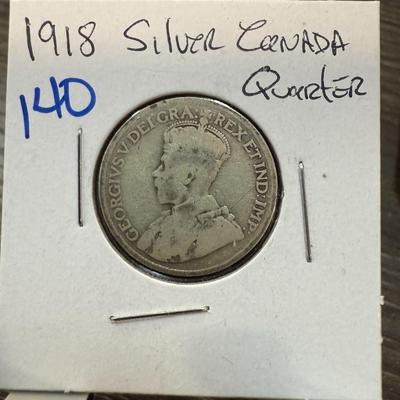 1918 Silver Canada
Quarter
140
GEORGIVS V DEI GRA: REX ET IND: IMP: